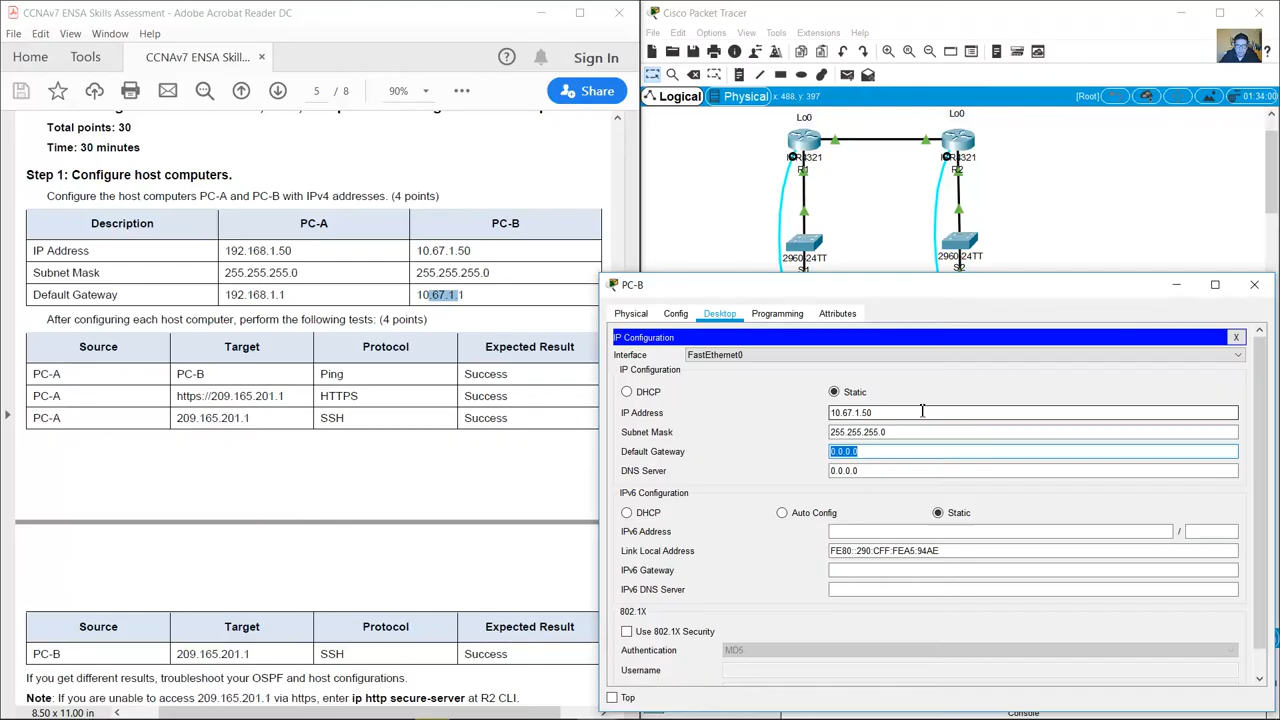 CCNAv7 ENSA Skills Assessment - Adobe Acrobat Reader DC
File Edit View Window Help
Home Tools CCNAv7 ENSA Skill... × Sign In
5 / 8 90% Share
Total points: 30
Time: 30 minutes
Step 1: Configure host computers.
Configure the host computers PC-A and PC-B with IPv4 addresses. (4 points)
Description PC-A PC-B
IP Address 192.168.1.50 10.67.1.50
Subnet Mask 255.255.255.0 255.255.255.0
Default Gateway 192.168.1.1 10.67.1.1
After configuring each host computer, perform the following tests: (4 points)
Source Target Protocol Expected Result
PC-A PC-B Ping Success
PC-A https://209.165.201.1 HTTPS Success
PC-A 209.165.201.1 SSH Success
Source Target Protocol Expected Result
PC-B 209.165.201.1 SSH Success
If you get different results, troubleshoot your OSPF and host configurations.
Note: If you are unable to access 209.165.201.1 via https, enter ip http secure-server at R2 CLI.
8.50 x 11.00 in
Cisco Packet Tracer
File Edit Options View Tools Extensions Help
Logical Physical x: 488, y: 397 [Root] 01:34:00
Lo0 Lo0
R1 R2
2960-24TT 2960-24TT
S1 S2
PC-B
Physical Config Desktop Programming Attributes
IP Configuration X
Interface FastEthernet0
IP Configuration
DHCP Static
IP Address 10.67.1.50
Subnet Mask 255.255.255.0
Default Gateway 0.0.0.0
DNS Server 0.0.0.0
IPv6 Configuration
DHCP Auto Config Static
IPv6 Address /
Link Local Address FE80::290:CFF:FEA5:94AE
IPv6 Gateway
IPv6 DNS Server
802.1X
Use 802.1X Security
Authentication MD5
Username
Top
Console